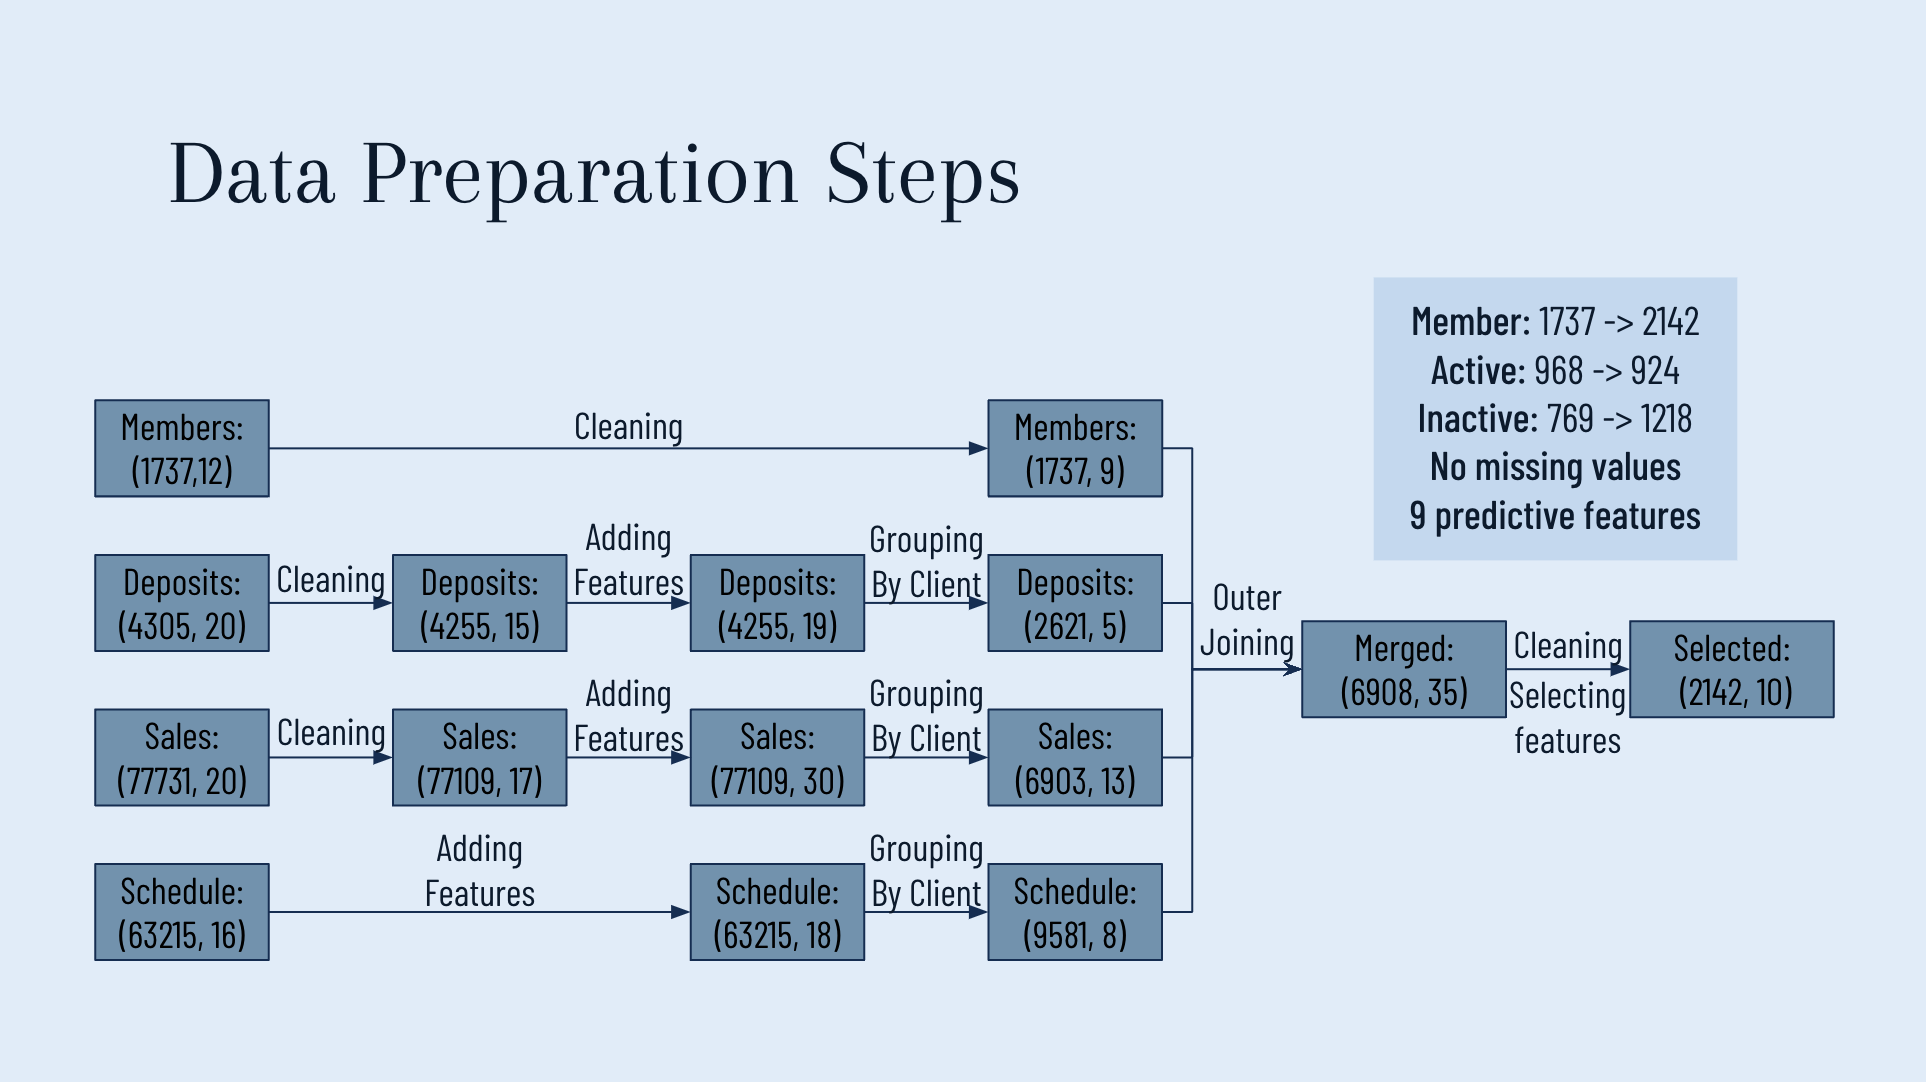 Data Preparation Steps
Member: 1737 -> 2142
Active: 968 -> 924
Inactive: 769 -> 1218
No missing values
9 predictive features
Members:
(1737,12)
Cleaning
Members:
(1737, 9)
Deposits:
(4305, 20)
Cleaning
Deposits:
(4255, 15)
Adding
Features
Deposits:
(4255, 19)
Grouping
By Client
Deposits:
(2621, 5)
Sales:
(77731, 20)
Cleaning
Sales:
(77109, 17)
Adding
Features
Sales:
(77109, 30)
Grouping
By Client
Sales:
(6903, 13)
Schedule:
(63215, 16)
Adding
Features
Schedule:
(63215, 18)
Grouping
By Client
Schedule:
(9581, 8)
Outer
Joining
Merged:
(6908, 35)
Cleaning
Selecting
features
Selected:
(2142, 10)